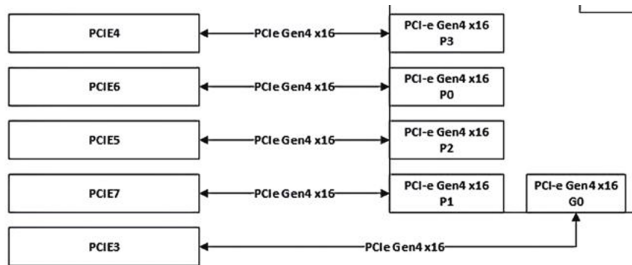 PCIE4
PCIe Gen4 x16
PCI-e Gen4 x16
P3
PCIE6
PCIe Gen4 x16
PCI-e Gen4 x16
P0
PCIE5
PCIe Gen4 x16
PCI-e Gen4 x16
P2
PCIE7
PCIe Gen4 x16
PCI-e Gen4 x16
P1
PCI-e Gen4 x16
G0
PCIE3
PCIe Gen4 x16